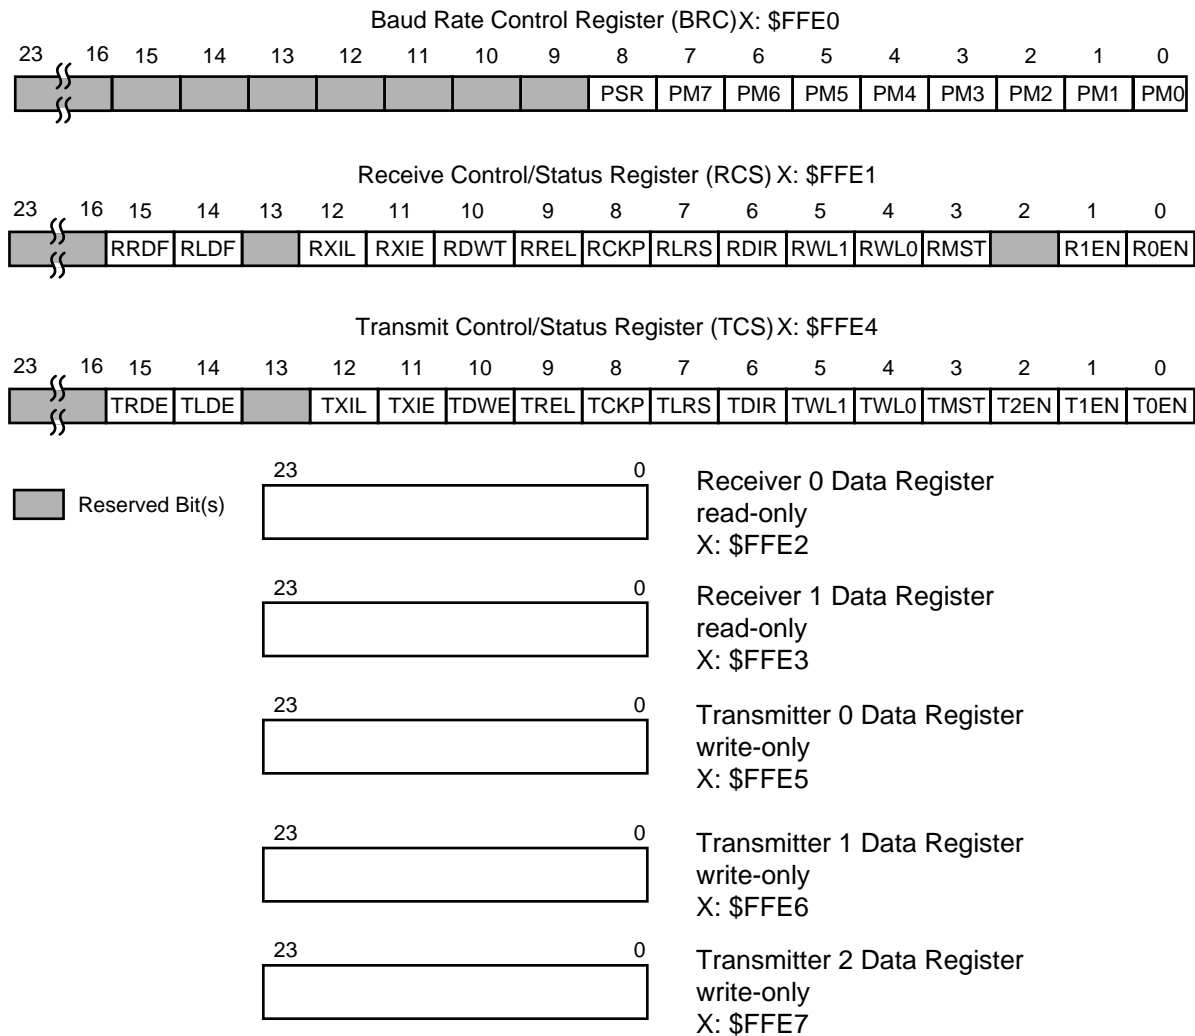 Baud Rate Control Register (BRC)X: $FFE0
23 16 15 14 13 12 11 10 9 8 7 6 5 4 3 2 1 0
PSR PM7 PM6 PM5 PM4 PM3 PM2 PM1 PM0
Receive Control/Status Register (RCS) X: $FFE1
23 16 15 14 13 12 11 10 9 8 7 6 5 4 3 2 1 0
RRDF RLDF RXIL RXIE RDWT RREL RCKP RLRS RDIR RWL1 RWL0 RMST R1EN R0EN
Transmit Control/Status Register (TCS) X: $FFE4
23 16 15 14 13 12 11 10 9 8 7 6 5 4 3 2 1 0
TRDE TLDE TXIL TXIE TDWE TREL TCKP TLRS TDIR TWL1 TWL0 TMST T2EN T1EN T0EN
Reserved Bit(s)
23 0
Receiver 0 Data Register
read-only
X: $FFE2
23 0
Receiver 1 Data Register
read-only
X: $FFE3
23 0
Transmitter 0 Data Register
write-only
X: $FFE5
23 0
Transmitter 1 Data Register
write-only
X: $FFE6
23 0
Transmitter 2 Data Register
write-only
X: $FFE7